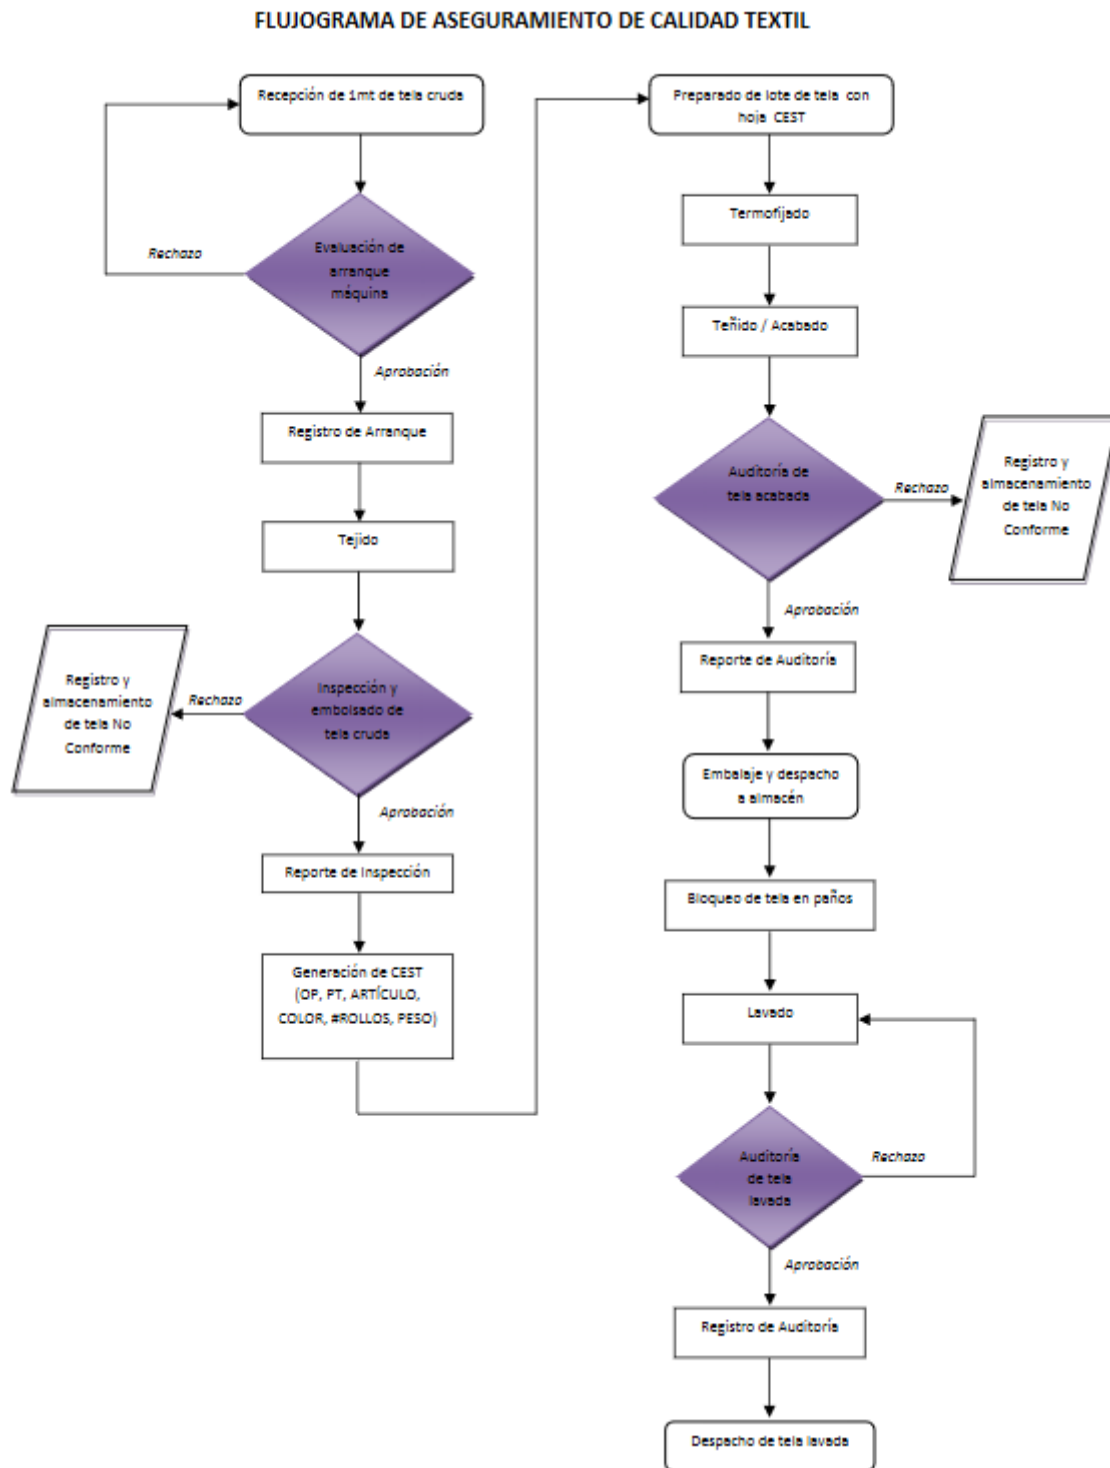 FLUJOGRAMA DE ASEGURAMIENTO DE CALIDAD TEXTIL
Recepción de 1mt de tela cruda
Rechazo
Evaluación de
arranque
máquina
Aprobación
Registro de Arranque
Tejido
Registro y
almacenamiento
de tela No
Conforme
Rechazo
Inspección y
embolsado de
tela cruda
Aprobación
Reporte de Inspección
Generación de CEST
(OP, PT, ARTÍCULO,
COLOR, #ROLLOS, PESO)
Preparado de lote de tela con
hoja CEST
Termofijado
Teñido / Acabado
Auditoría de
tela acabada
Rechazo
Registro y
almacenamiento
de tela No
Conforme
Aprobación
Reporte de Auditoría
Embalaje y despacho
a almacén
Bloqueo de tela en paños
Lavado
Auditoría
de tela
lavada
Rechazo
Aprobación
Registro de Auditoría
Despacho de tela lavada